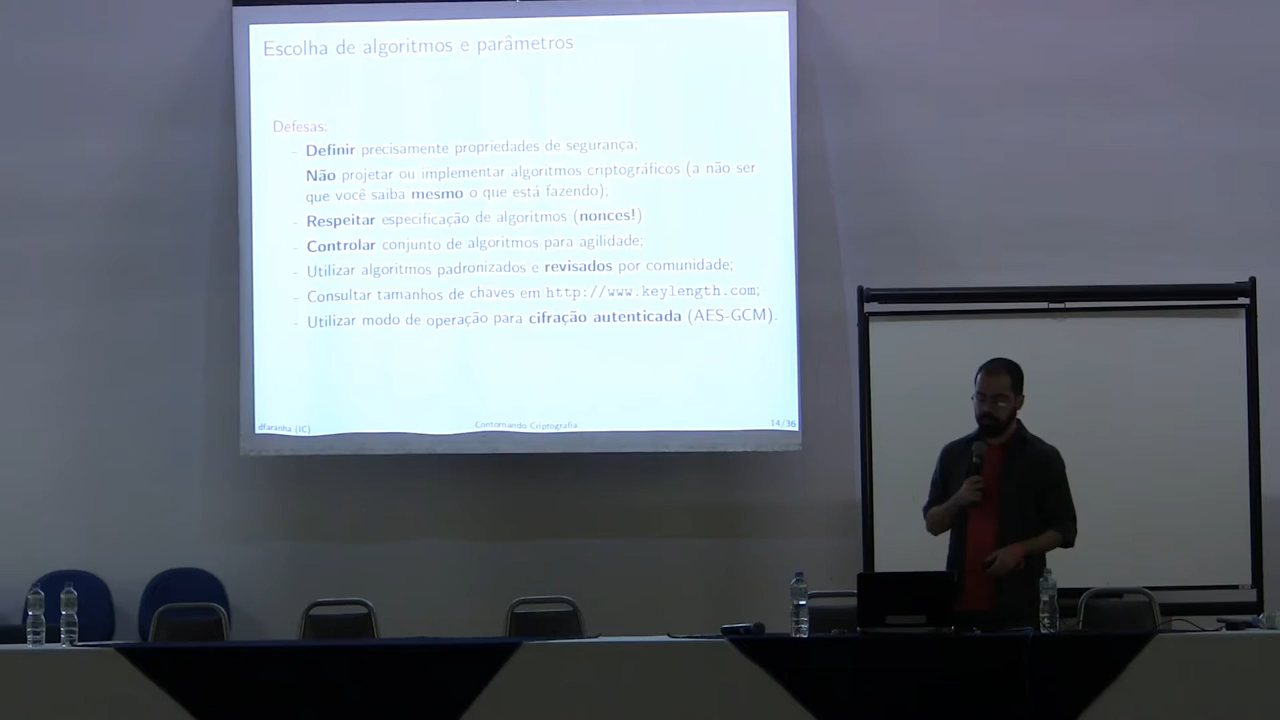 Escolha de algoritmos e parâmetros
Defesas:
- Definir precisamente propriedades de segurança;
Não projetar ou implementar algoritmos criptográficos (a não ser
que você saiba mesmo o que está fazendo);
- Respeitar especificação de algoritmos (nonces!)
- Controlar conjunto de algoritmos para agilidade;
- Utilizar algoritmos padronizados e revisados por comunidade;
- Consultar tamanhos de chaves em http://www.keylength.com;
- Utilizar modo de operação para cifração autenticada (AES-GCM).
dfaranha (IC)
Contornando Criptografia
14/36